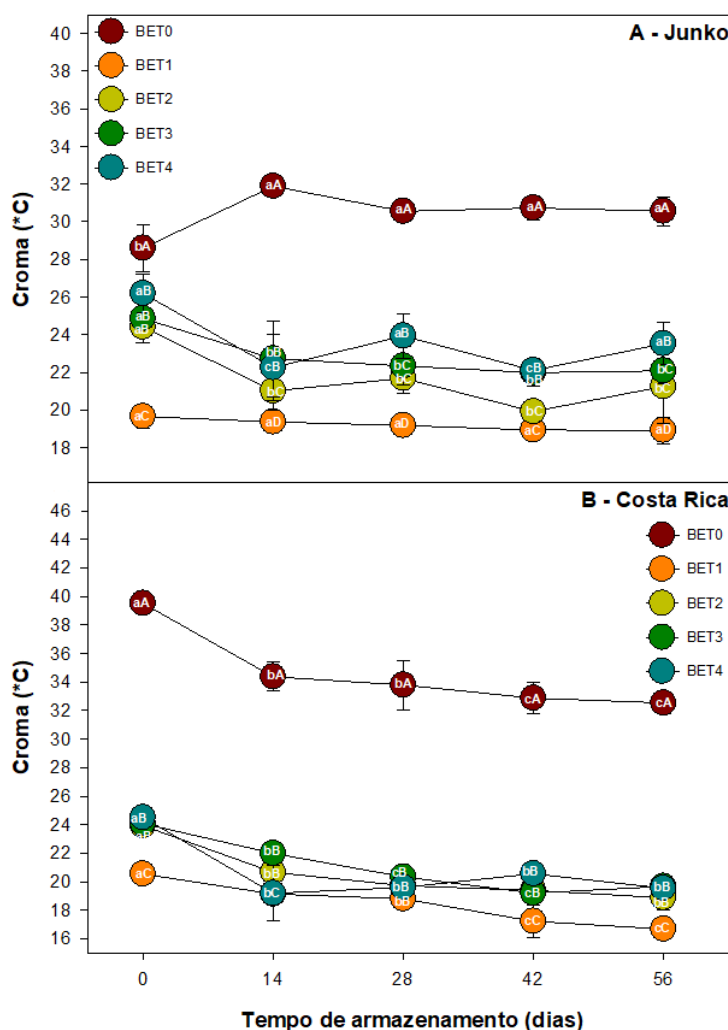 A - Junko
BET0
BET1
BET2
BET3
BET4
Croma (*C)
40
38
36
34
32
30
28
26
24
22
20
18
bA
aA
aA
aA
aA
aB
aB
aB
bB
cB
bC
aB
bC
bC
cB
bB
bC
aB
bC
bC
aC
aD
aD
aC
aD
B - Costa Rica
BET0
BET1
BET2
BET3
BET4
Croma (*C)
46
44
42
40
38
36
34
32
30
28
26
24
22
20
18
16
aA
bA
bA
cA
cA
aB
aB
aC
bB
bB
bC
cB
bB
bB
bB
cB
cC
bB
bB
cC
0
14
28
42
56
Tempo de armazenamento (dias)